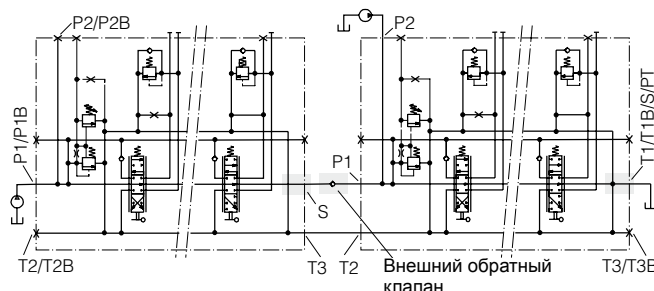 P2/P2B
P2
P1/P1B
P1
T1/T1B/S/PT
S
T2/T2B
T3
T2
Внешний обратный
клапан
T3/T3B